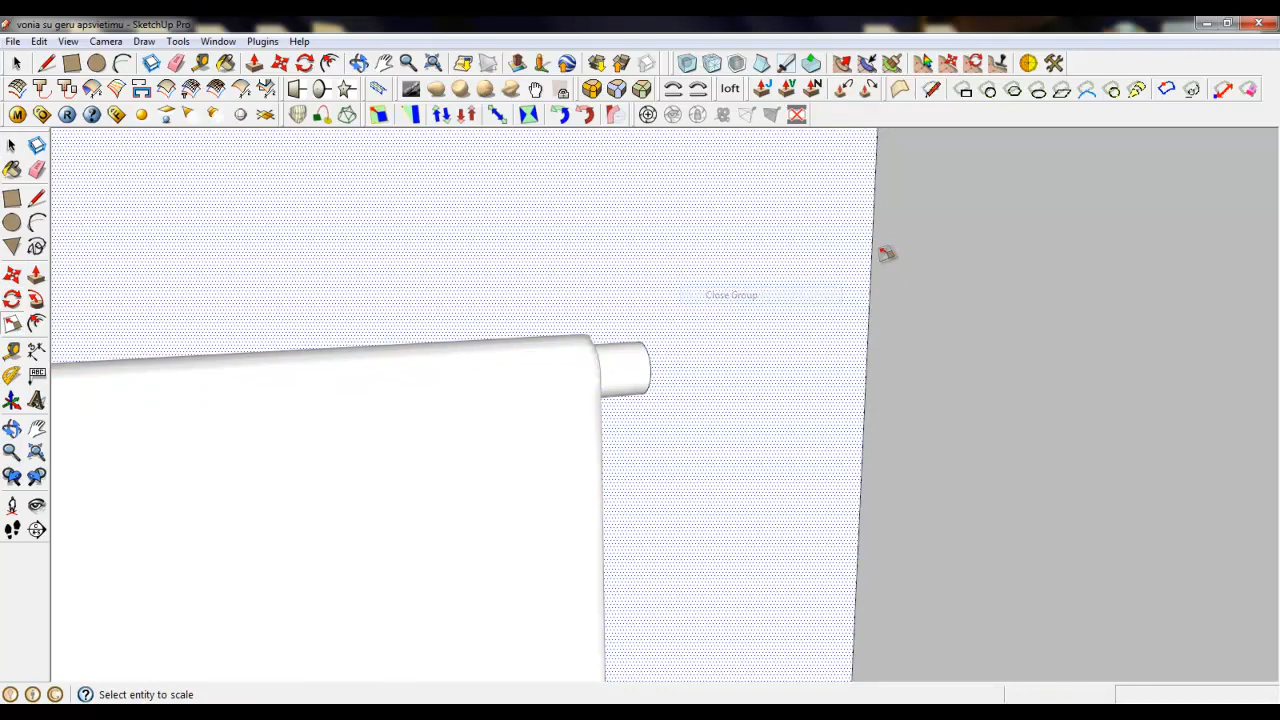 vonia su geru apsvietimu - SketchUp Pro
File Edit View Camera Draw Tools Window Plugins Help
loft
M R ?
Close Group
ABC
Select entity to scale